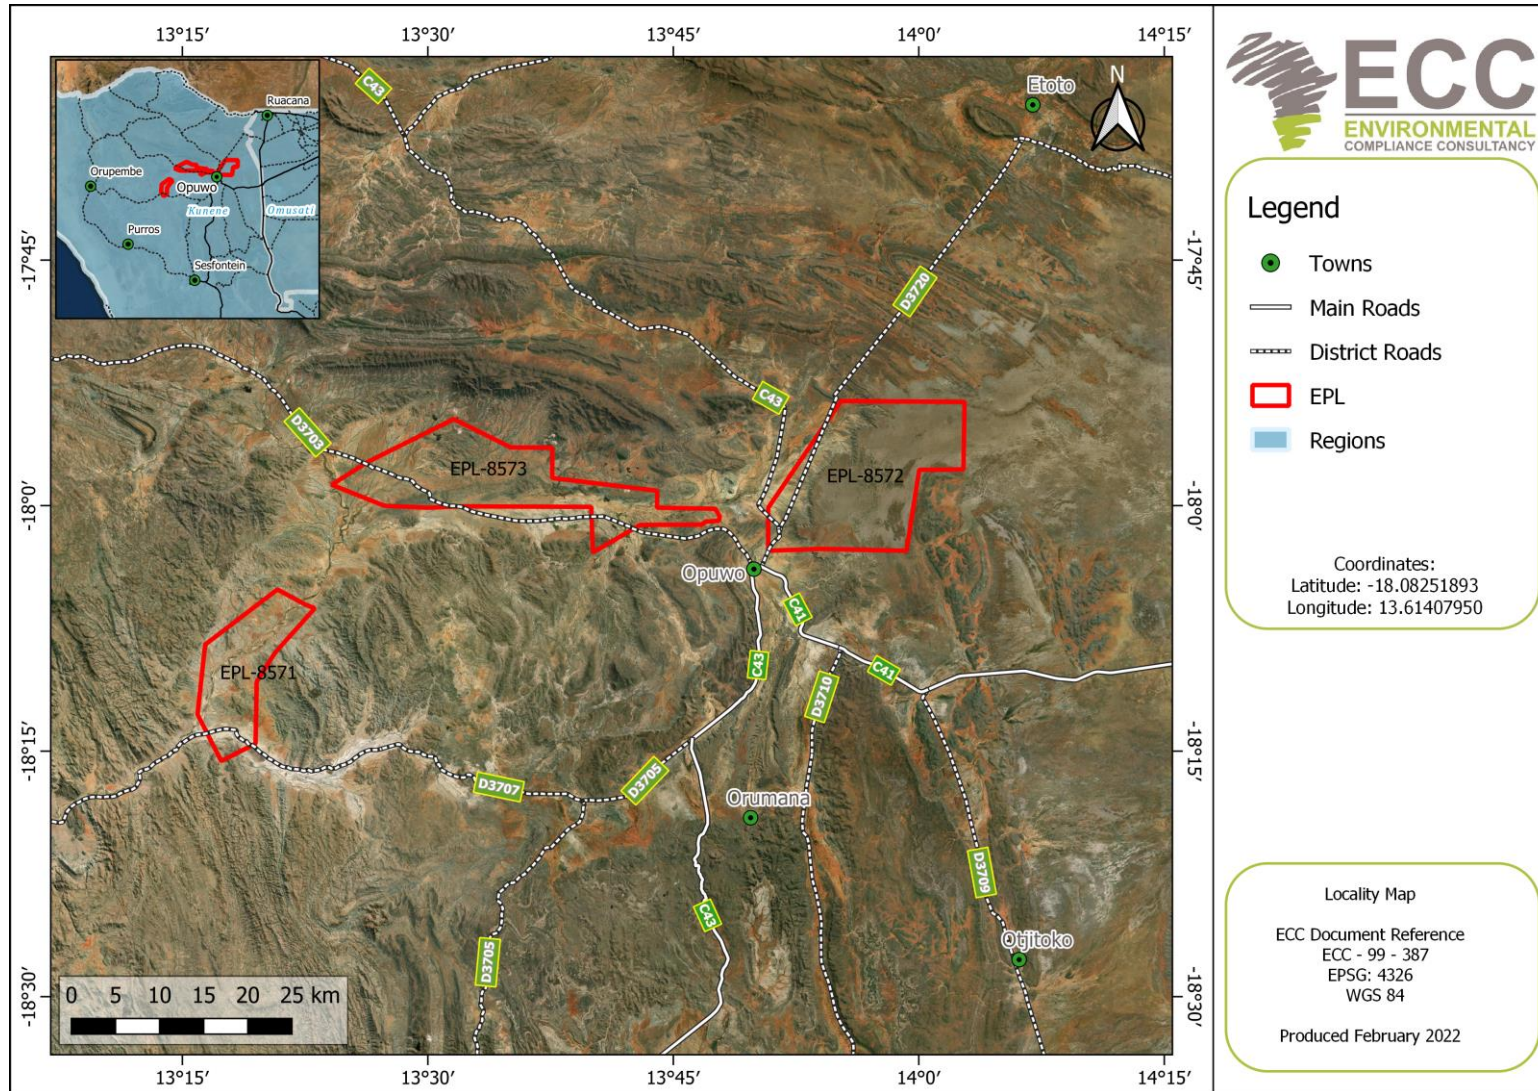 13°15′
13°30′
13°45′
14°0′
14°15′
-17°45′
-18°0′
-18°15′
-18°30′
-17°45′
-18°0′
-18°15′
-18°30′
13°15′
13°30′
13°45′
14°0′
14°15′
Ruacana
Orupembe
Opuwo
Kunene
Omusati
Purros
Sesfontein
C43
N
Etoto
D3720
C43
D3703
EPL-8573
EPL-8572
Opuwo
C41
EPL-8571
C43
C41
D3710
D3707
D3705
Orumana
D3709
C43
Otjitoko
D3705
0 5 10 15 20 25 km
ECC
ENVIRONMENTAL
COMPLIANCE CONSULTANCY
Legend
Towns
Main Roads
District Roads
EPL
Regions
Coordinates:
Latitude: -18.08251893
Longitude: 13.61407950
Locality Map
ECC Document Reference
ECC - 99 - 387
EPSG: 4326
WGS 84
Produced February 2022